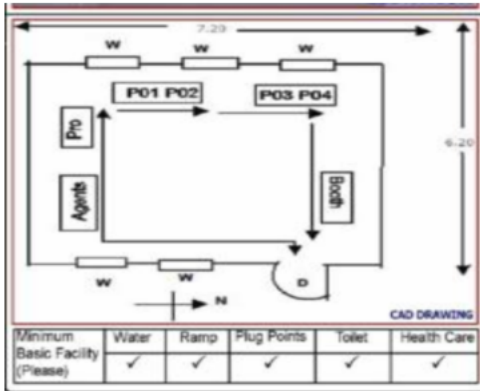 7.20
W W W
P01 P02 P03 P04
Pro
6.20
Agents
Booth
W W D
N
CAD DRAWING
Minimum Basic Facility (Please) Water Ramp Plug Points Toilet Health Care
✓ ✓ ✓ ✓ ✓